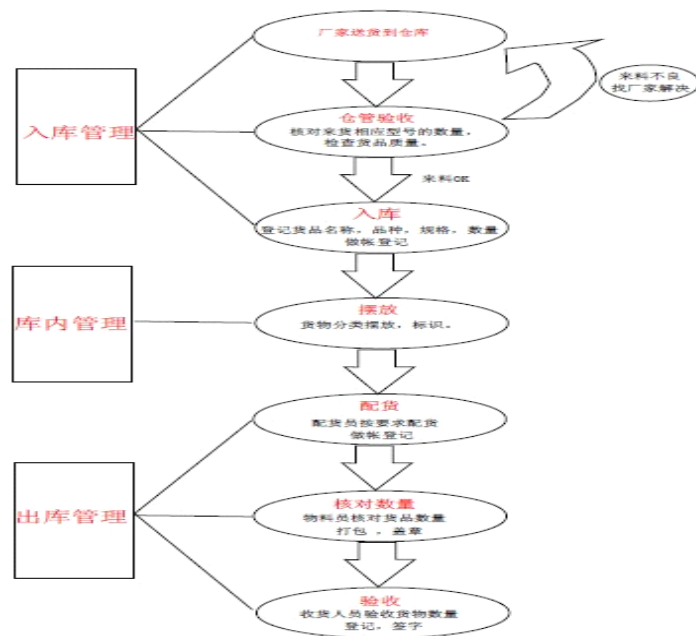 厂家送货到仓库
来料不良
找厂家解决
入库管理
仓管验收
核对来货相应型号的数量，
检查货品质量。
来料OK
入库
登记货品名称，品种，规格，数量
做帐登记
库内管理
摆放
货物分类摆放，标识。
配货
配货员按要求配货
做帐登记
出库管理
核对数量
物料员核对货品数量
打包 ，盖章
验收
收货人员验收货物数量
登记，签字